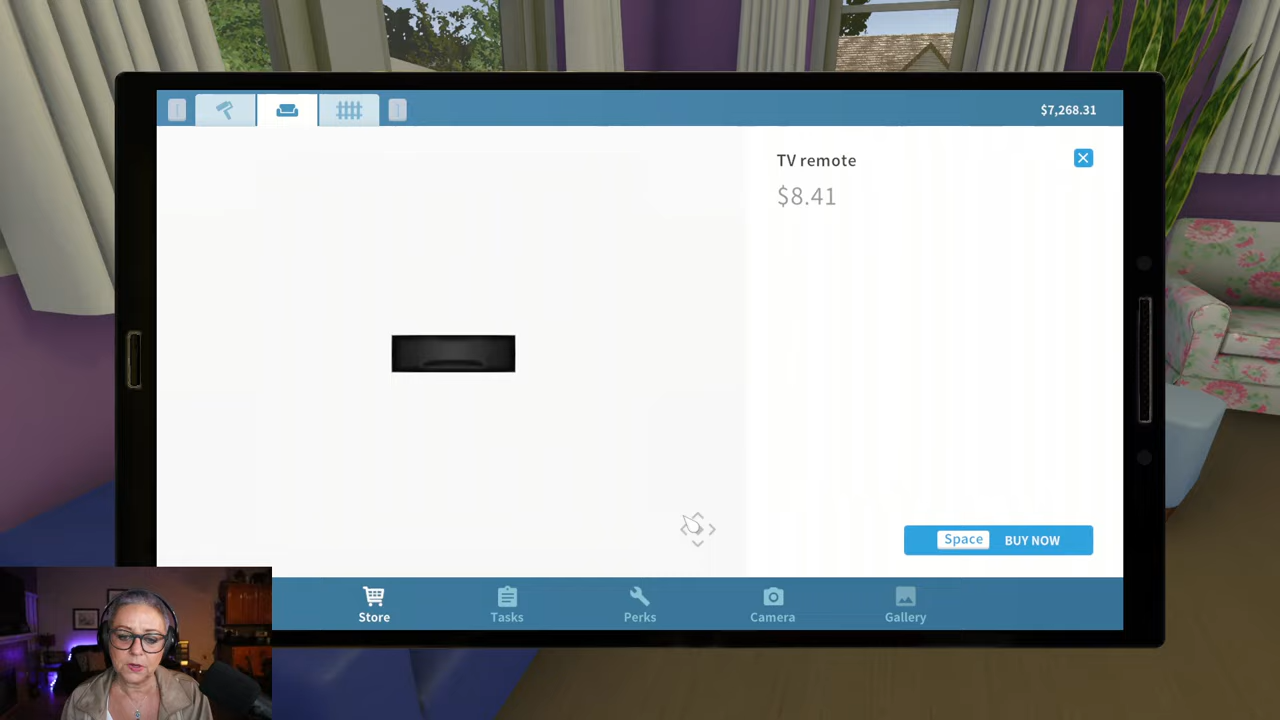 $7,268.31
TV remote
$8.41
Space BUY NOW
Store Tasks Perks Camera Gallery